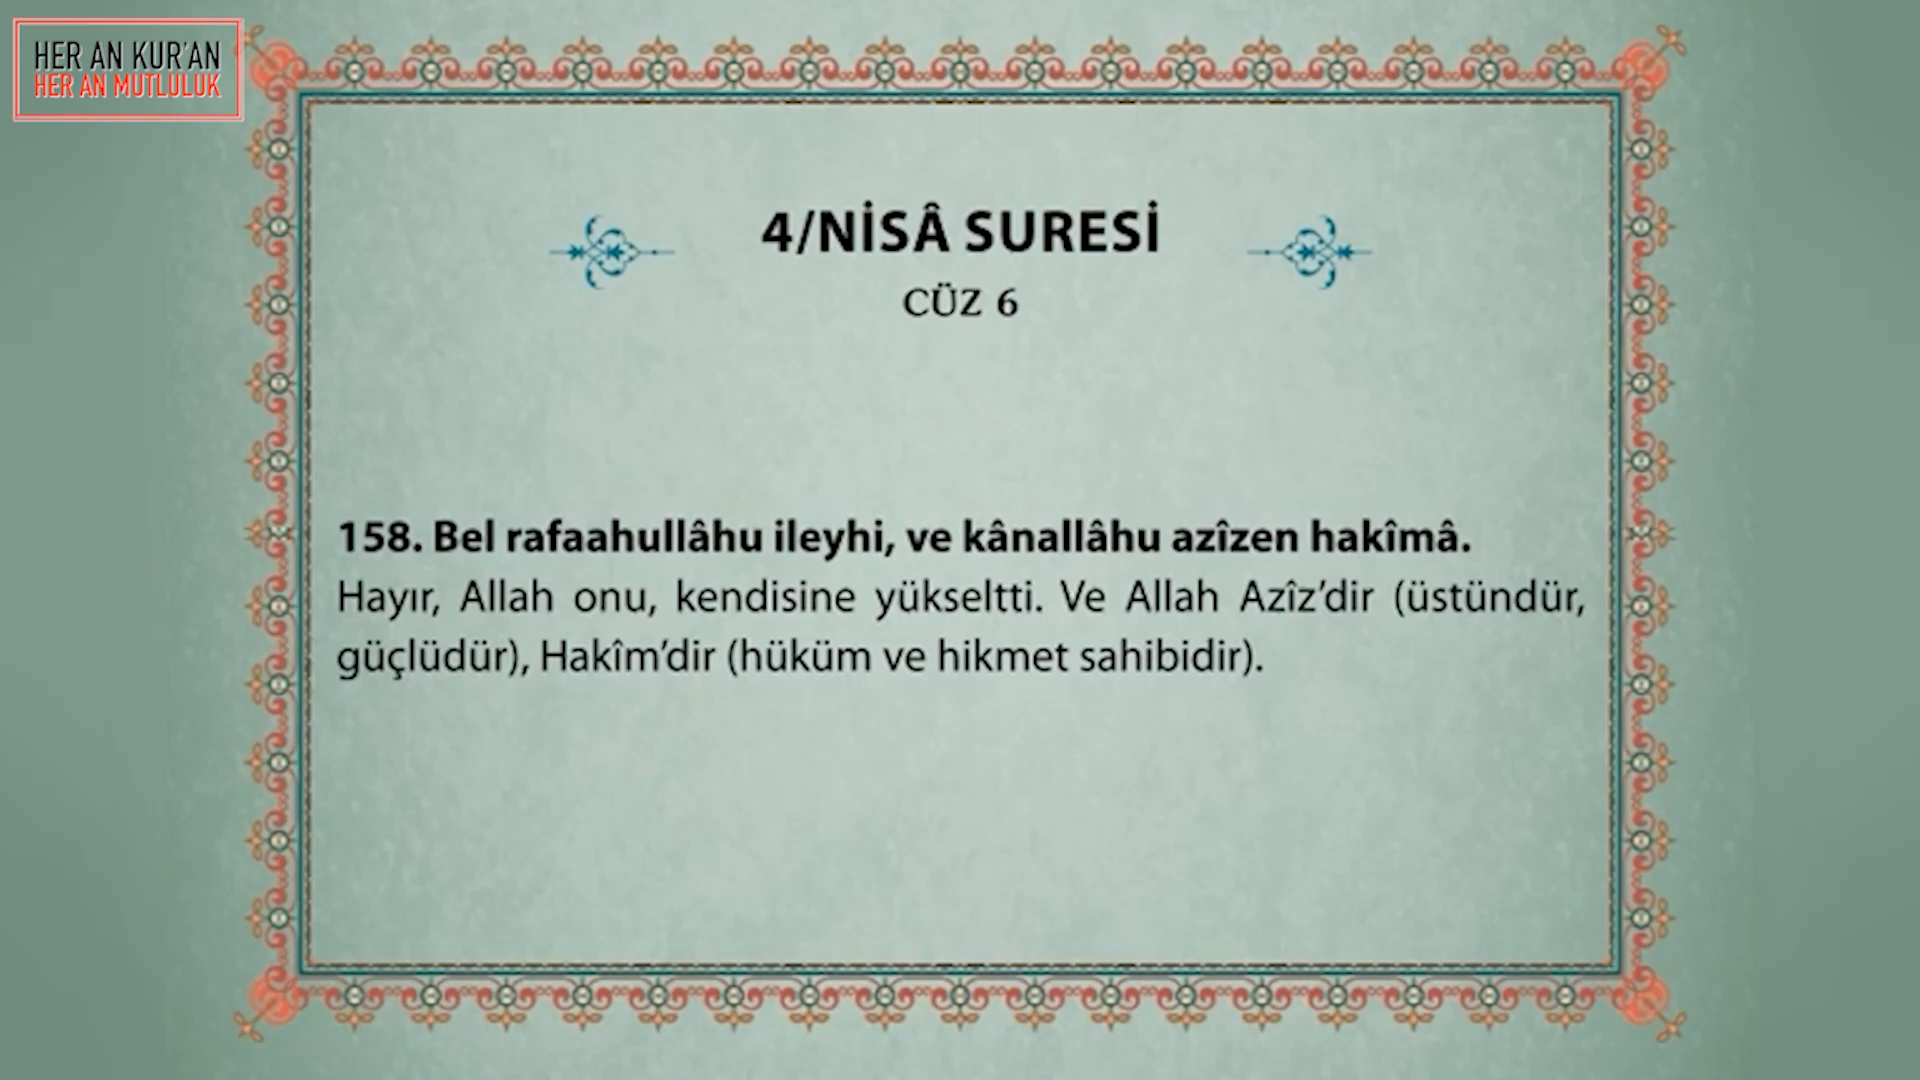 HER AN KUR'AN
HER AN MUTLULUK
4/NİSÂ SURESİ
CÜZ 6
158. Bel rafaahullâhu ileyhi, ve kânallâhu azîzen hakîmâ.
Hayır, Allah onu, kendisine yükseltti. Ve Allah Azîz’dir (üstündür,
güçlüdür), Hakîm’dir (hüküm ve hikmet sahibidir).